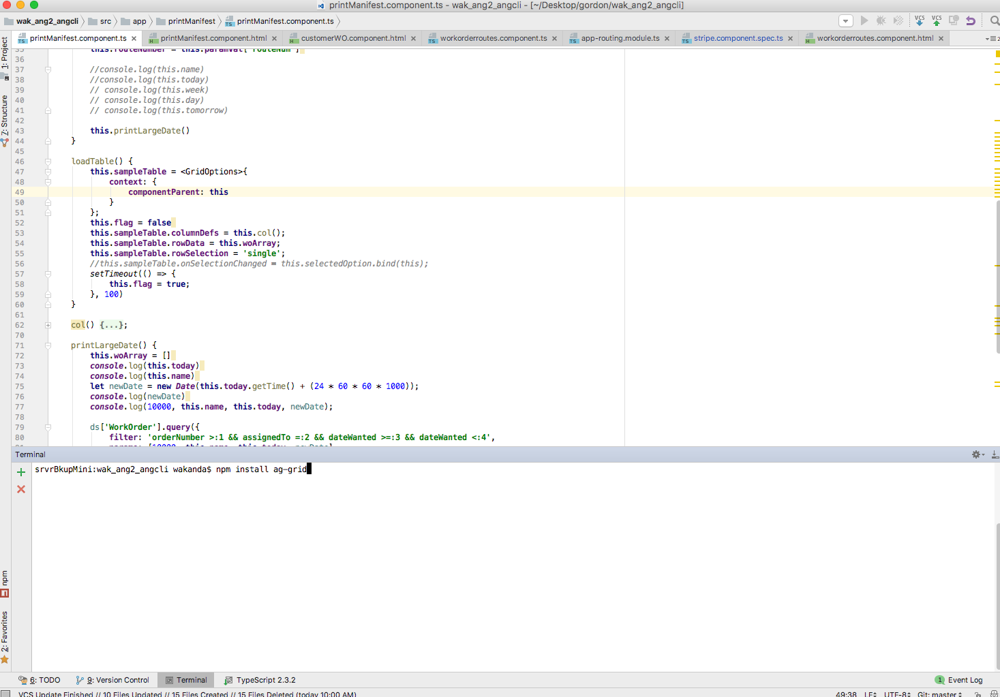 printManifest.component.ts - wak_ang2_angcli - [~/Desktop/gordon/wak_ang2_angcli]
wak_ang2_angcli src app printManifest printManifest.component.ts VCS VCS
printManifest.component.ts printManifest.component.html customerWO.component.html workorderroutes.component.ts app-routing.module.ts stripe.component.spec.ts workorderroutes.component.html
1: Project
7: Structure
npm
2: Favorites
35 this.routeNumber = this.paramVal['routeNum']
36
37 //console.log(this.name)
38 //console.log(this.today)
39 // console.log(this.week)
40 // console.log(this.day)
41 // console.log(this.tomorrow)
42
43 this.printLargeDate()
44 }
45
46 loadTable() {
47 this.sampleTable = <GridOptions>{
48 context: {
49 componentParent: this
50 }
51 };
52 this.flag = false
53 this.sampleTable.columnDefs = this.col();
54 this.sampleTable.rowData = this.woArray;
55 this.sampleTable.rowSelection = 'single';
56 //this.sampleTable.onSelectionChanged = this.selectedOption.bind(this);
57 setTimeout(() => {
58 this.flag = true;
59 }, 100)
60 }
61
62 col() {...};
70
71 printLargeDate() {
72 this.woArray = []
73 console.log(this.today)
74 console.log(this.name)
75 let newDate = new Date(this.today.getTime() + (24 * 60 * 60 * 1000));
76 console.log(newDate)
77 console.log(10000, this.name, this.today, newDate);
78
79 ds['WorkOrder'].query({
80 filter: 'orderNumber >:1 && assignedTo =:2 && dateWanted >=:3 && dateWanted <:4',
81 params: [10000, this.name, this.today, newDate]
Terminal
srvrBkupMini:wak_ang2_angcli wakanda$ npm install ag-grid
6: TODO 9: Version Control Terminal TypeScript 2.3.2 1 Event Log
VCS Update Finished // 10 Files Updated // 15 Files Created // 15 Files Deleted (today 10:00 AM) 49:38 LF UTF-8 Git: master